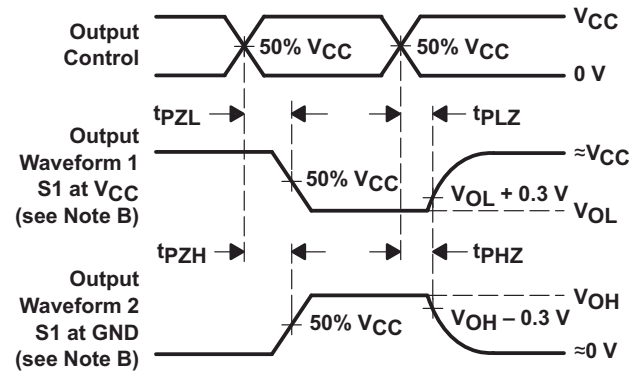 VCC
Output
Control
50% VCC
50% VCC
0 V
tPZL
tPLZ
Output
Waveform 1
S1 at VCC
(see Note B)
≈VCC
50% VCC
VOL + 0.3 V
VOL
tPZH
tPHZ
Output
Waveform 2
S1 at GND
(see Note B)
VOH
50% VCC
VOH – 0.3 V
≈0 V